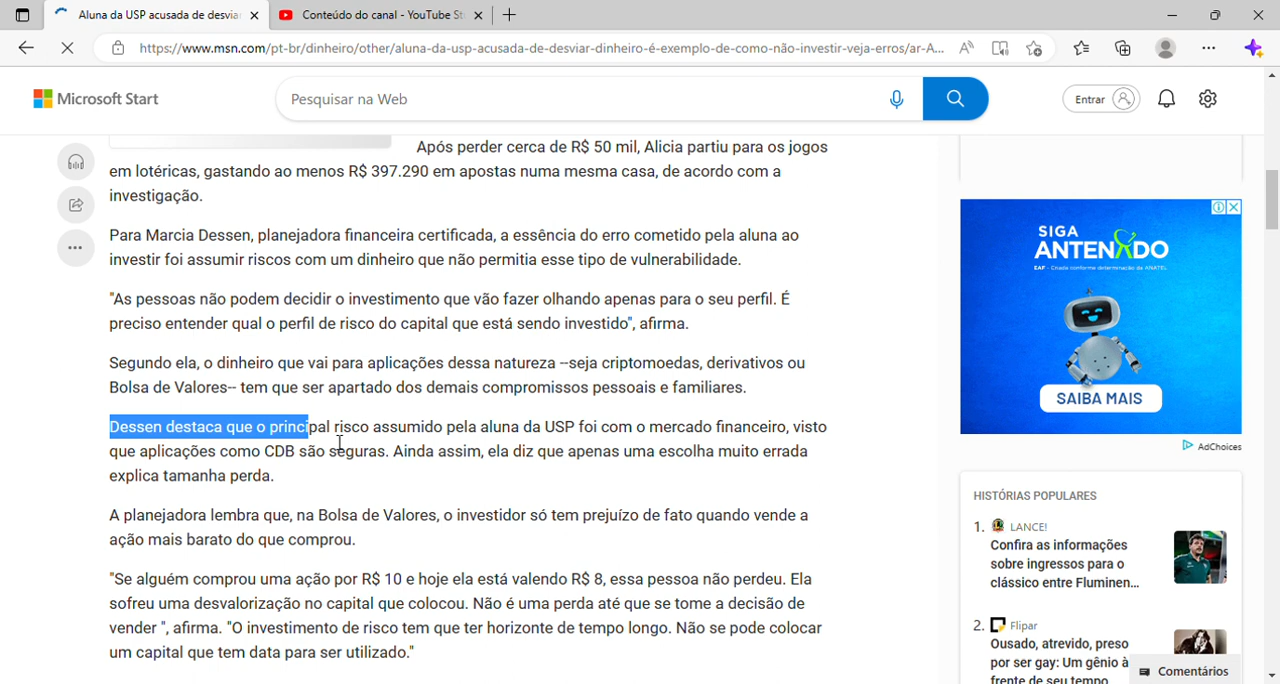 Aluna da USP acusada de desviar
Conteúdo do canal - YouTube St
https://www.msn.com/pt-br/dinheiro/other/aluna-da-usp-acusada-de-desviar-dinheiro-é-exemplo-de-como-não-investir-veja-erros/ar-A...
Microsoft Start
Pesquisar na Web
Entrar
Após perder cerca de R$ 50 mil, Alicia partiu para os jogos
em lotéricas, gastando ao menos R$ 397.290 em apostas numa mesma casa, de acordo com a
investigação.
Para Marcia Dessen, planejadora financeira certificada, a essência do erro cometido pela aluna ao
investir foi assumir riscos com um dinheiro que não permitia esse tipo de vulnerabilidade.
"As pessoas não podem decidir o investimento que vão fazer olhando apenas para o seu perfil. É
preciso entender qual o perfil de risco do capital que está sendo investido", afirma.
Segundo ela, o dinheiro que vai para aplicações dessa natureza --seja criptomoedas, derivativos ou
Bolsa de Valores-- tem que ser apartado dos demais compromissos pessoais e familiares.
Dessen destaca que o principal risco assumido pela aluna da USP foi com o mercado financeiro, visto
que aplicações como CDB são seguras. Ainda assim, ela diz que apenas uma escolha muito errada
explica tamanha perda.
A planejadora lembra que, na Bolsa de Valores, o investidor só tem prejuízo de fato quando vende a
ação mais barato do que comprou.
"Se alguém comprou uma ação por R$ 10 e hoje ela está valendo R$ 8, essa pessoa não perdeu. Ela
sofreu uma desvalorização no capital que colocou. Não é uma perda até que se tome a decisão de
vender ", afirma. "O investimento de risco tem que ter horizonte de tempo longo. Não se pode colocar
um capital que tem data para ser utilizado."
SIGA
ANTENADO
EAF - Criada conforme determinação da ANATEL
SAIBA MAIS
AdChoices
HISTÓRIAS POPULARES
1. LANCE!
Confira as informações
sobre ingressos para o
clássico entre Fluminen...
2. Flipar
Ousado, atrevido, preso
por ser gay: Um gênio à
frente de seu tempo
Comentários